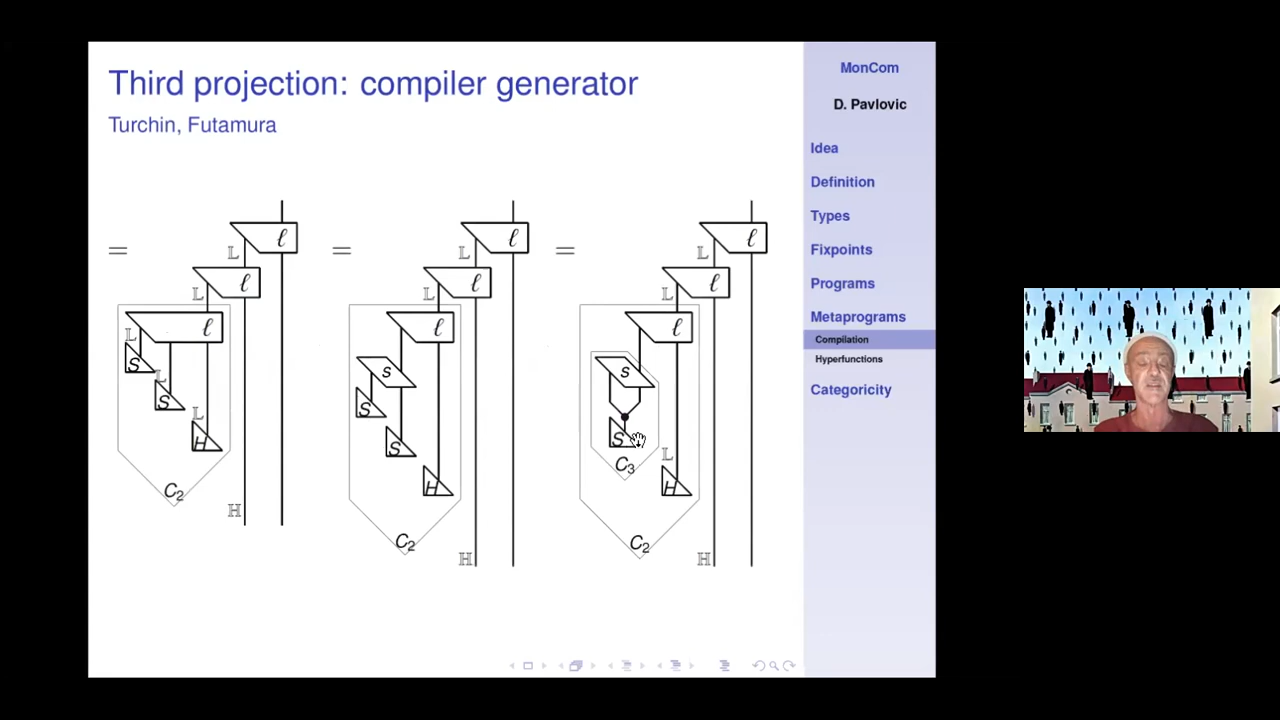 Third projection: compiler generator
Turchin, Futamura
= ℓ 𝕃 ℓ 𝕃 ℓ 𝕃 S 𝕃 S 𝕃 H C₂ ℍ
= ℓ 𝕃 ℓ 𝕃 ℓ s S S H C₂ ℍ
= ℓ 𝕃 ℓ 𝕃 ℓ s S C₃ 𝕃 H C₂ ℍ
MonCom
D. Pavlovic
Idea
Definition
Types
Fixpoints
Programs
Metaprograms
Compilation
Hyperfunctions
Categoricity